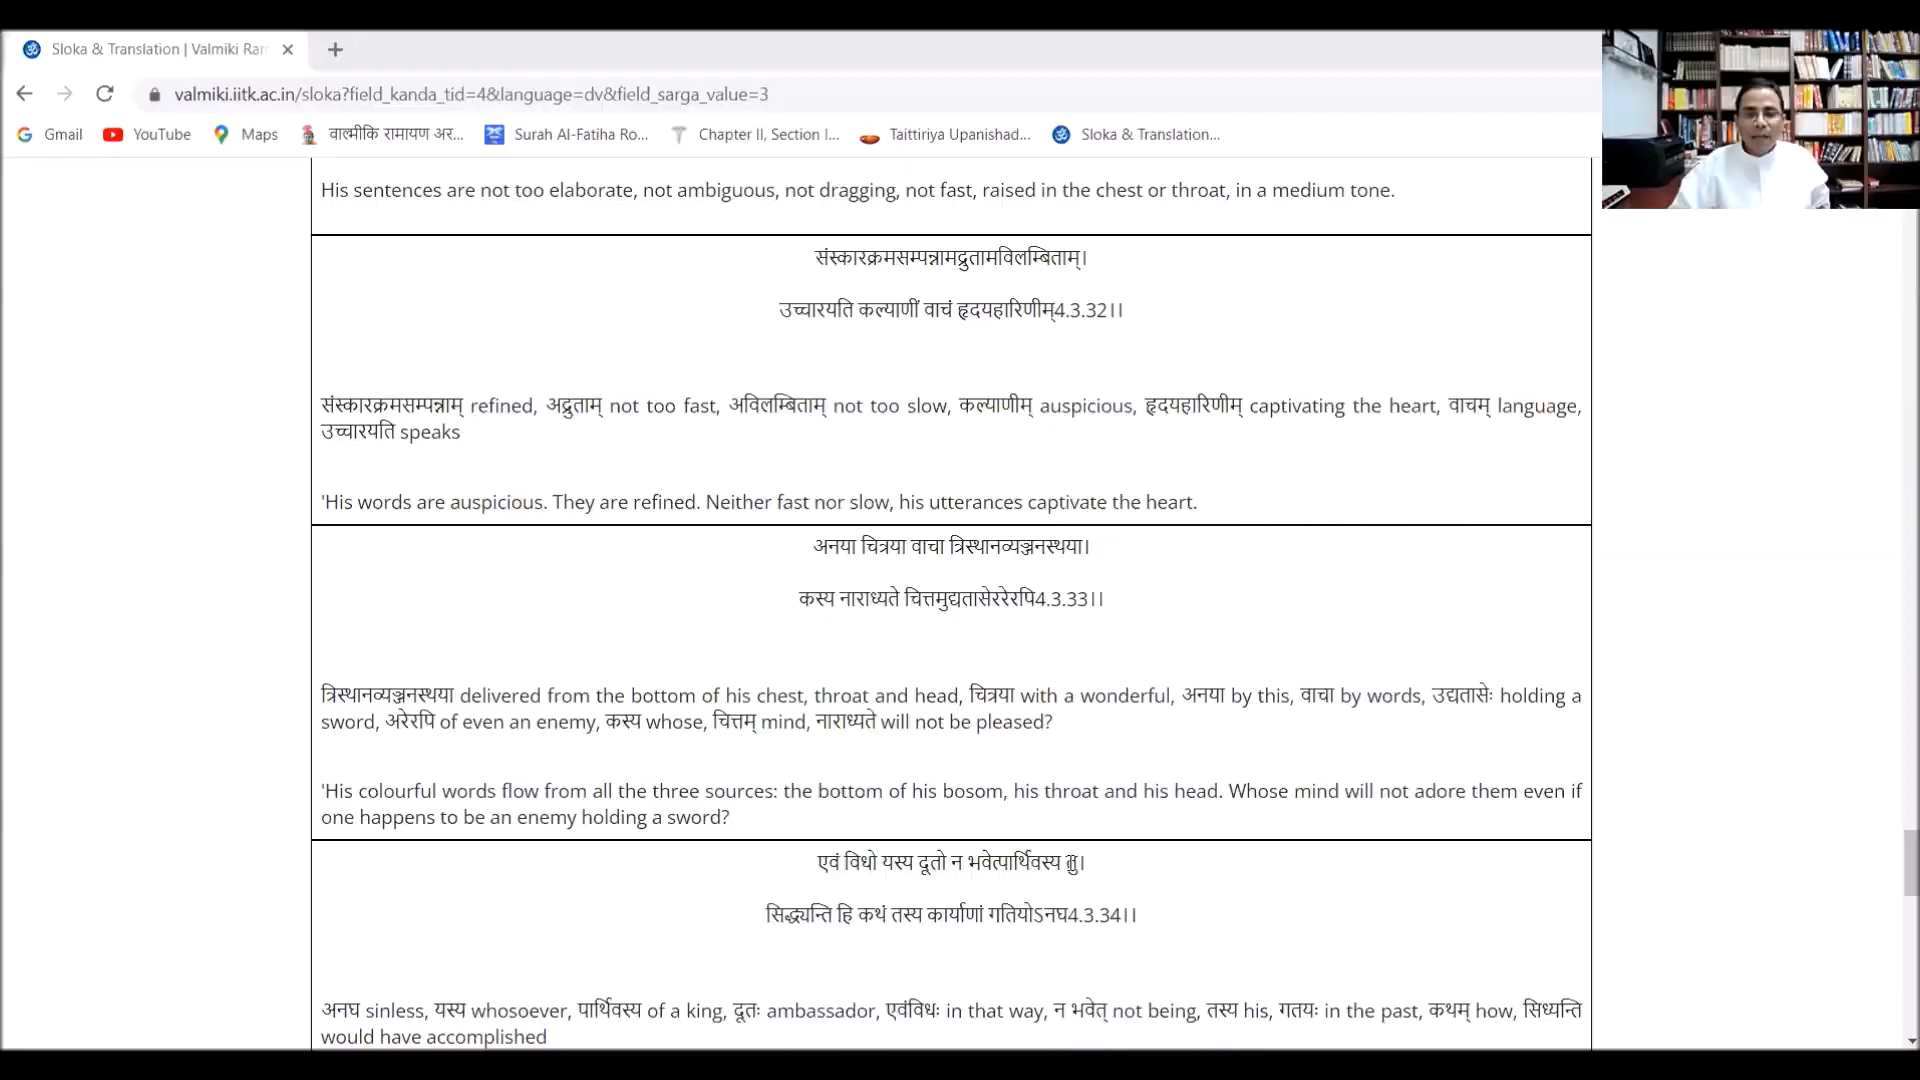 Sloka & Translation | Valmiki Ram
valmiki.iitk.ac.in/sloka?field_kanda_tid=4&language=dv&field_sarga_value=3
Gmail YouTube Maps वाल्मीकि रामायण अर... Surah Al-Fatiha Ro... Chapter II, Section I... Taittiriya Upanishad... Sloka & Translation...
His sentences are not too elaborate, not ambiguous, not dragging, not fast, raised in the chest or throat, in a medium tone.
संस्कारक्रमसम्पन्नामद्रुतामविलम्बिताम्।
उच्चारयति कल्याणीं वाचं हृदयहारिणीम्4.3.32।।
संस्कारक्रमसम्पन्नाम् refined, अद्रुताम् not too fast, अविलम्बिताम् not too slow, कल्याणीम् auspicious, हृदयहारिणीम् captivating the heart, वाचम् language,
उच्चारयति speaks
'His words are auspicious. They are refined. Neither fast nor slow, his utterances captivate the heart.
अनया चित्रया वाचा त्रिस्थानव्यञ्जनस्थया।
कस्य नाराध्यते चित्तमुद्यतासेररेरपि4.3.33।।
त्रिस्थानव्यञ्जनस्थया delivered from the bottom of his chest, throat and head, चित्रया with a wonderful, अनया by this, वाचा by words, उद्यतासेः holding a
sword, अरेरपि of even an enemy, कस्य whose, चित्तम् mind, नाराध्यते will not be pleased?
'His colourful words flow from all the three sources: the bottom of his bosom, his throat and his head. Whose mind will not adore them even if
one happens to be an enemy holding a sword?
एवं विधो यस्य दूतो न भवेत्पार्थिवस्य
सिद्ध्यन्ति हि कथं तस्य कार्याणां गतियोऽनघ4.3.34।।
अनघ sinless, यस्य whosoever, पार्थिवस्य of a king, दूतः ambassador, एवंविधः in that way, न भवेत् not being, तस्य his, गतयः in the past, कथम् how, सिध्यन्ति
would have accomplished